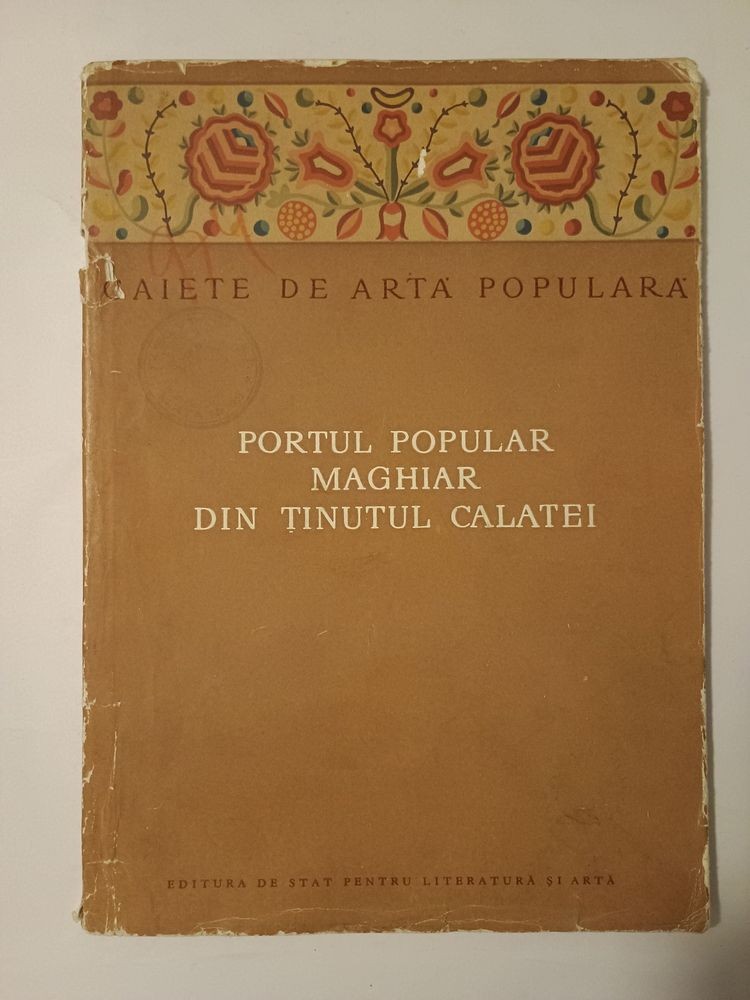 CAIETE DE ARTĂ POPULARĂ
PORTUL POPULAR
MAGHIAR
DIN ȚINUTUL CALATEI
EDITURA DE STAT PENTRU LITERATURĂ ȘI ARTĂ